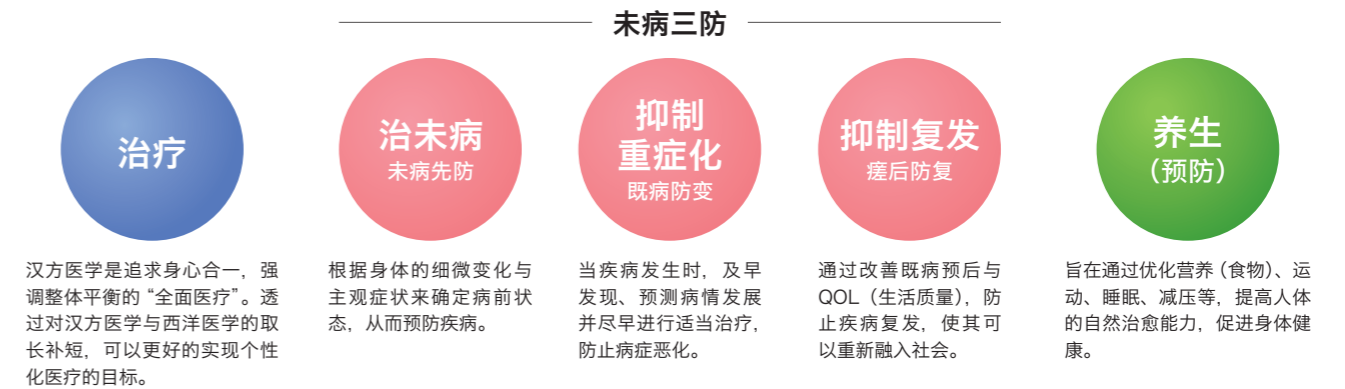 未病三防
治疗
汉方医学是追求身心合一，强
调整体平衡的“全面医疗”。透
过对汉方医学与西洋医学的取
长补短，可以更好的实现个性
化医疗的目标。
治未病
未病先防
根据身体的细微变化与
主观症状来确定病前状
态，从而预防疾病。
抑制
重症化
既病防变
当疾病发生时，及早
发现、预测病情发展
并尽早进行适当治疗，
防止病症恶化。
抑制复发
瘥后防复
通过改善既病预后与
QOL（生活质量），防
止疾病复发，使其可
以重新融入社会。
养生
（预防）
旨在通过优化营养（食物）、运
动、睡眠、减压等，提高人体
的自然治愈能力，促进身体健
康。